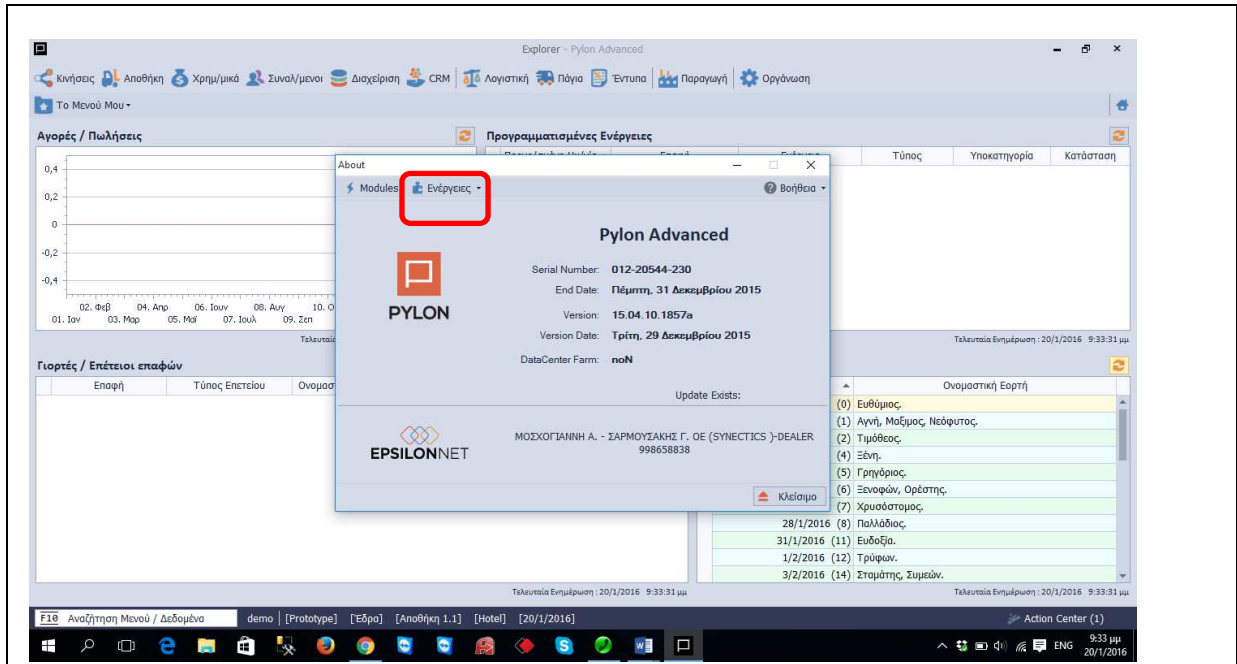 Explorer - Pylon Advanced
Κινήσεις Αποθήκη Χρημ/μικά Συναλ/μενοι Διαχείριση CRM Λογιστική Πάγια Έντυπα Παραγωγή Οργάνωση
Το Μενού Μου
Αγορές / Πωλήσεις
0,4
0,2
0
-0,2
-0,4
02. Φεβ 04. Απρ 06. Ιουν 08. Αυγ 10. Ο
01. Ιαν 03. Μαρ 05. Μαϊ 07. Ιουλ 09. Σεπ
Προγραμματισμένες Ενέργειες
Τύπος Υποκατηγορία Κατάσταση
Τελευταία Ενημέρωση : 20/1/2016 9:33:31 μμ
About
Modules Ενέργειες Βοήθεια
Pylon Advanced
PYLON
Serial Number: 012-20544-230
End Date: Πέμπτη, 31 Δεκεμβρίου 2015
Version: 15.04.10.1857a
Version Date: Τρίτη, 29 Δεκεμβρίου 2015
DataCenter Farm: noN
Update Exists:
EPSILONNET
ΜΟΣΧΟΓΙΑΝΝΗ Α. - ΣΑΡΜΟΥΣΑΚΗΣ Γ. ΟΕ (SYNECTICS )-DEALER
998658838
Κλείσιμο
Γιορτές / Επέτειοι επαφών
Επαφή Τύπος Επετείου Ονομασ
Τελευταία Ενημέρωση : 20/1/2016 9:33:31 μμ
Ονομαστική Εορτή
(0) Ευθύμιος.
(1) Αγνή, Μαξιμος, Νεόφυτος.
(2) Τιμόθεος.
(4) Ξένη.
(5) Γρηγόριος.
(6) Ξενοφών, Ορέστης.
(7) Χρυσόστομος.
28/1/2016 (8) Παλλάδιος.
31/1/2016 (11) Ευδοξία.
1/2/2016 (12) Τρύφων.
3/2/2016 (14) Σταμάτης, Συμεών.
Τελευταία Ενημέρωση : 20/1/2016 9:33:31 μμ
F10 Αναζήτηση Μενού / Δεδομένα demo [Prototype] [Έδρα] [Αποθήκη 1.1] [Hotel] [20/1/2016] Action Center (1)
ENG 9:33 μμ
20/1/2016